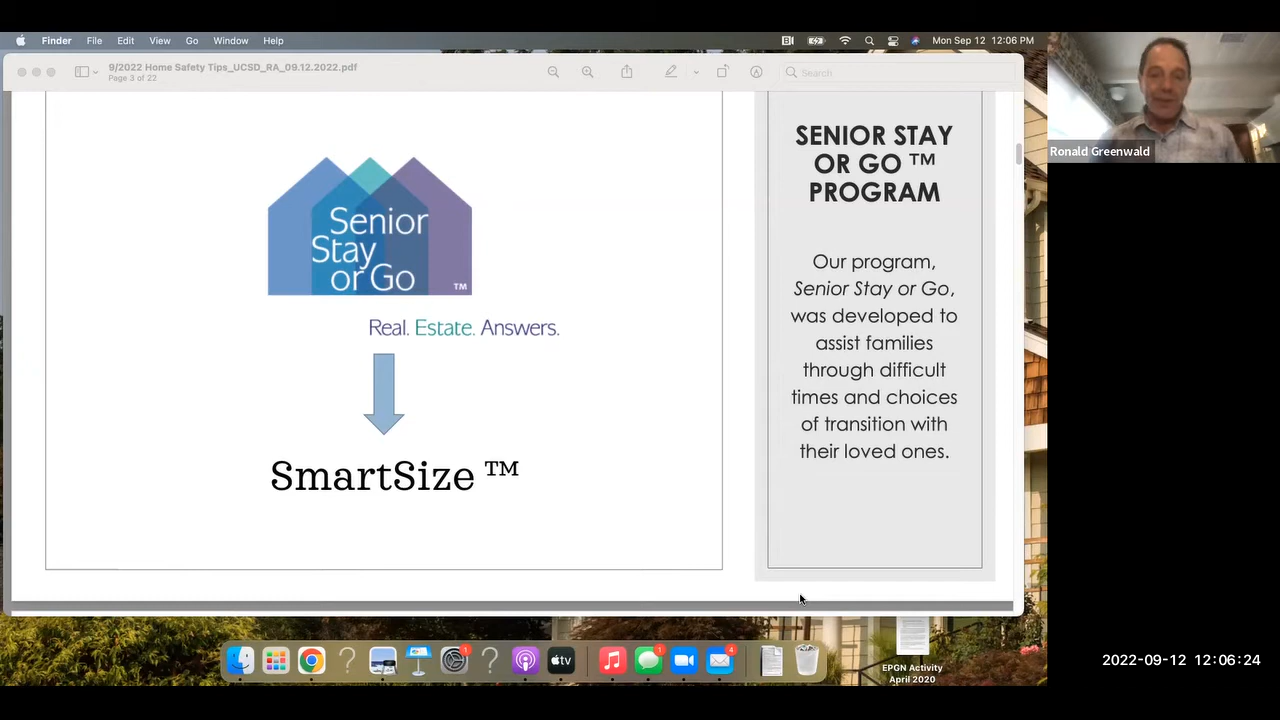 Finder File Edit View Go Window Help
Mon Sep 12 12:06 PM
9/2022 Home Safety Tips_UCSD_RA_09.12.2022.pdf
Page 3 of 22
Search
Senior
Stay
or Go
TM
Real. Estate. Answers.
SmartSize ™
SENIOR STAY
OR GO ™
PROGRAM
Our program,
Senior Stay or Go,
was developed to
assist families
through difficult
times and choices
of transition with
their loved ones.
Ronald Greenwald
1
? ?
tv
1
4
EPGN Activity
April 2020
2022-09-12 12:06:24